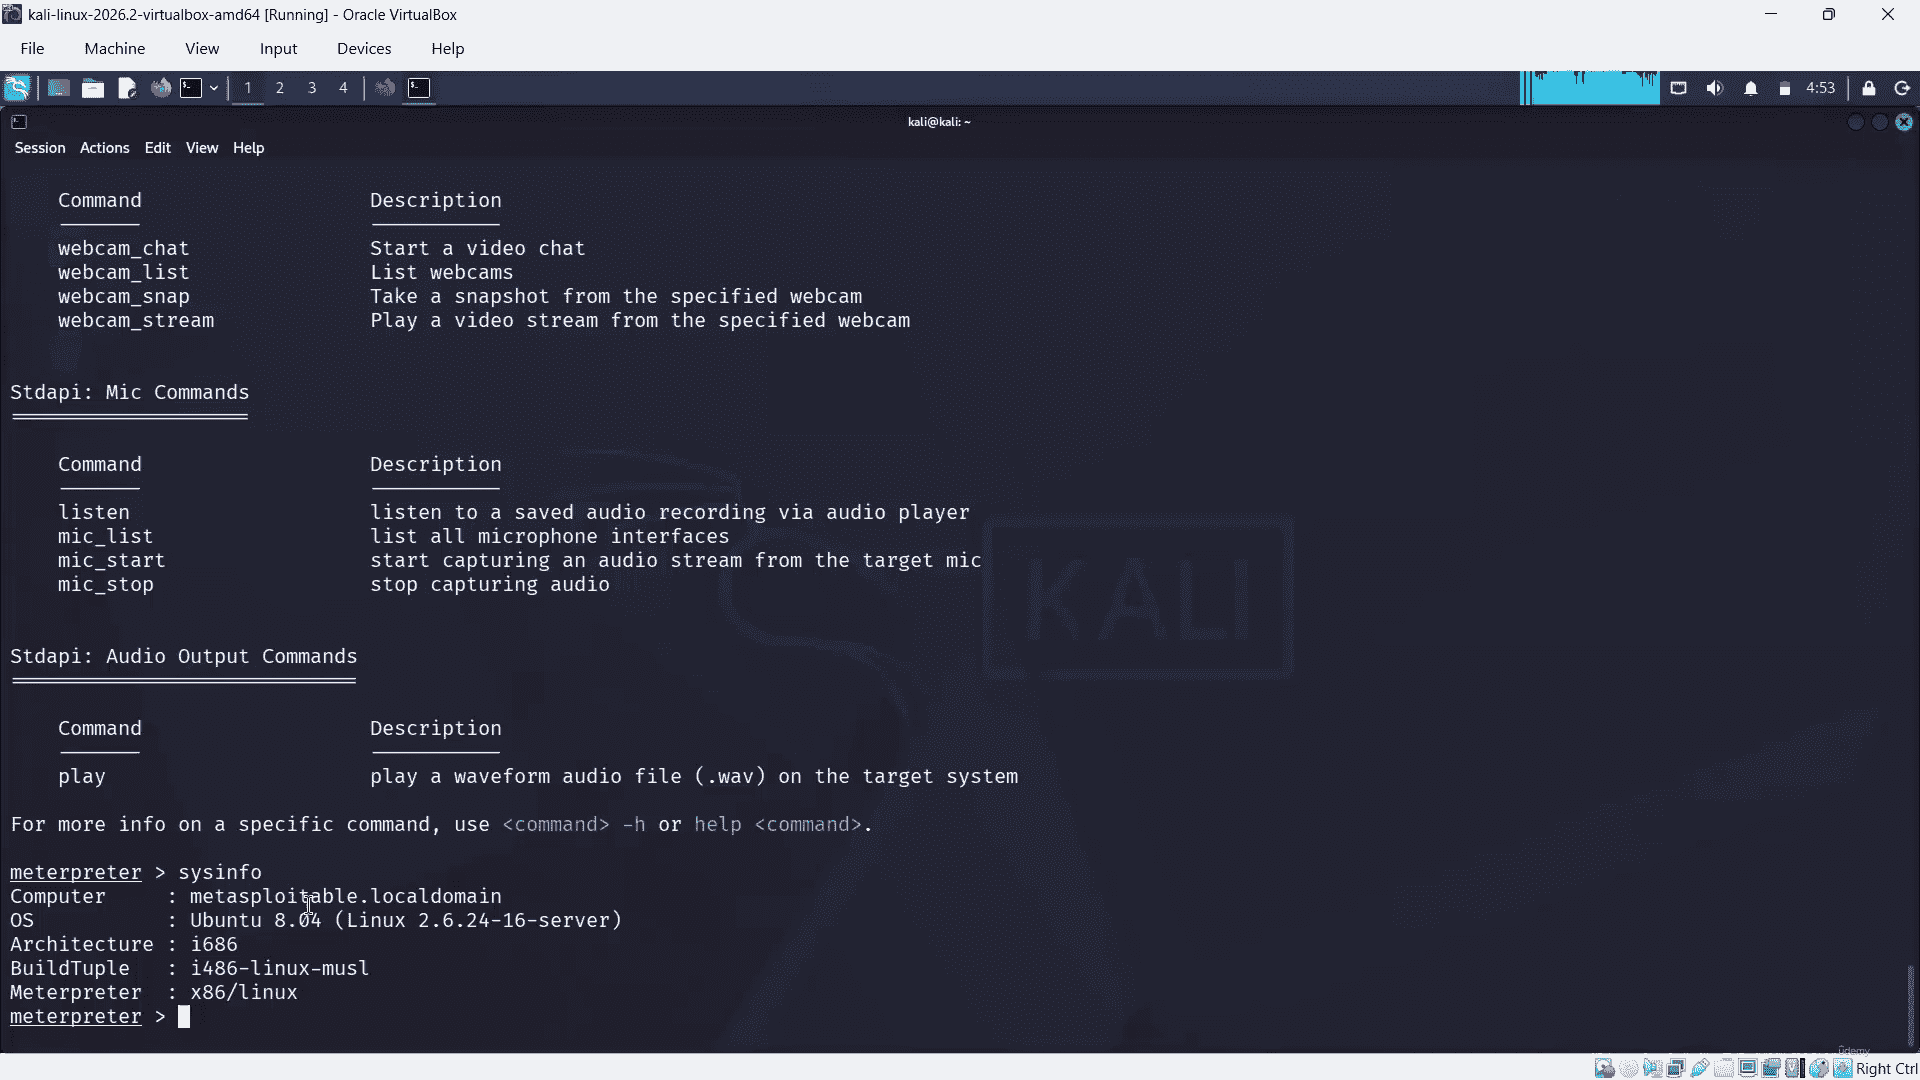 kali-linux-2026.2-virtualbox-amd64 [Running] - Oracle VirtualBox
File Machine View Input Devices Help
1 2 3 4 4:53
kali@kali: ~
Session Actions Edit View Help
Command Description
webcam_chat Start a video chat
webcam_list List webcams
webcam_snap Take a snapshot from the specified webcam
webcam_stream Play a video stream from the specified webcam
Stdapi: Mic Commands
Command Description
listen listen to a saved audio recording via audio player
mic_list list all microphone interfaces
mic_start start capturing an audio stream from the target mic
mic_stop stop capturing audio
KALI
Stdapi: Audio Output Commands
Command Description
play play a waveform audio file (.wav) on the target system
For more info on a specific command, use <command> -h or help <command>.
meterpreter > sysinfo
Computer : metasploitable.localdomain
OS : Ubuntu 8.04 (Linux 2.6.24-16-server)
Architecture : i686
BuildTuple : i486-linux-musl
Meterpreter : x86/linux
meterpreter >
udemy
Right Ctrl